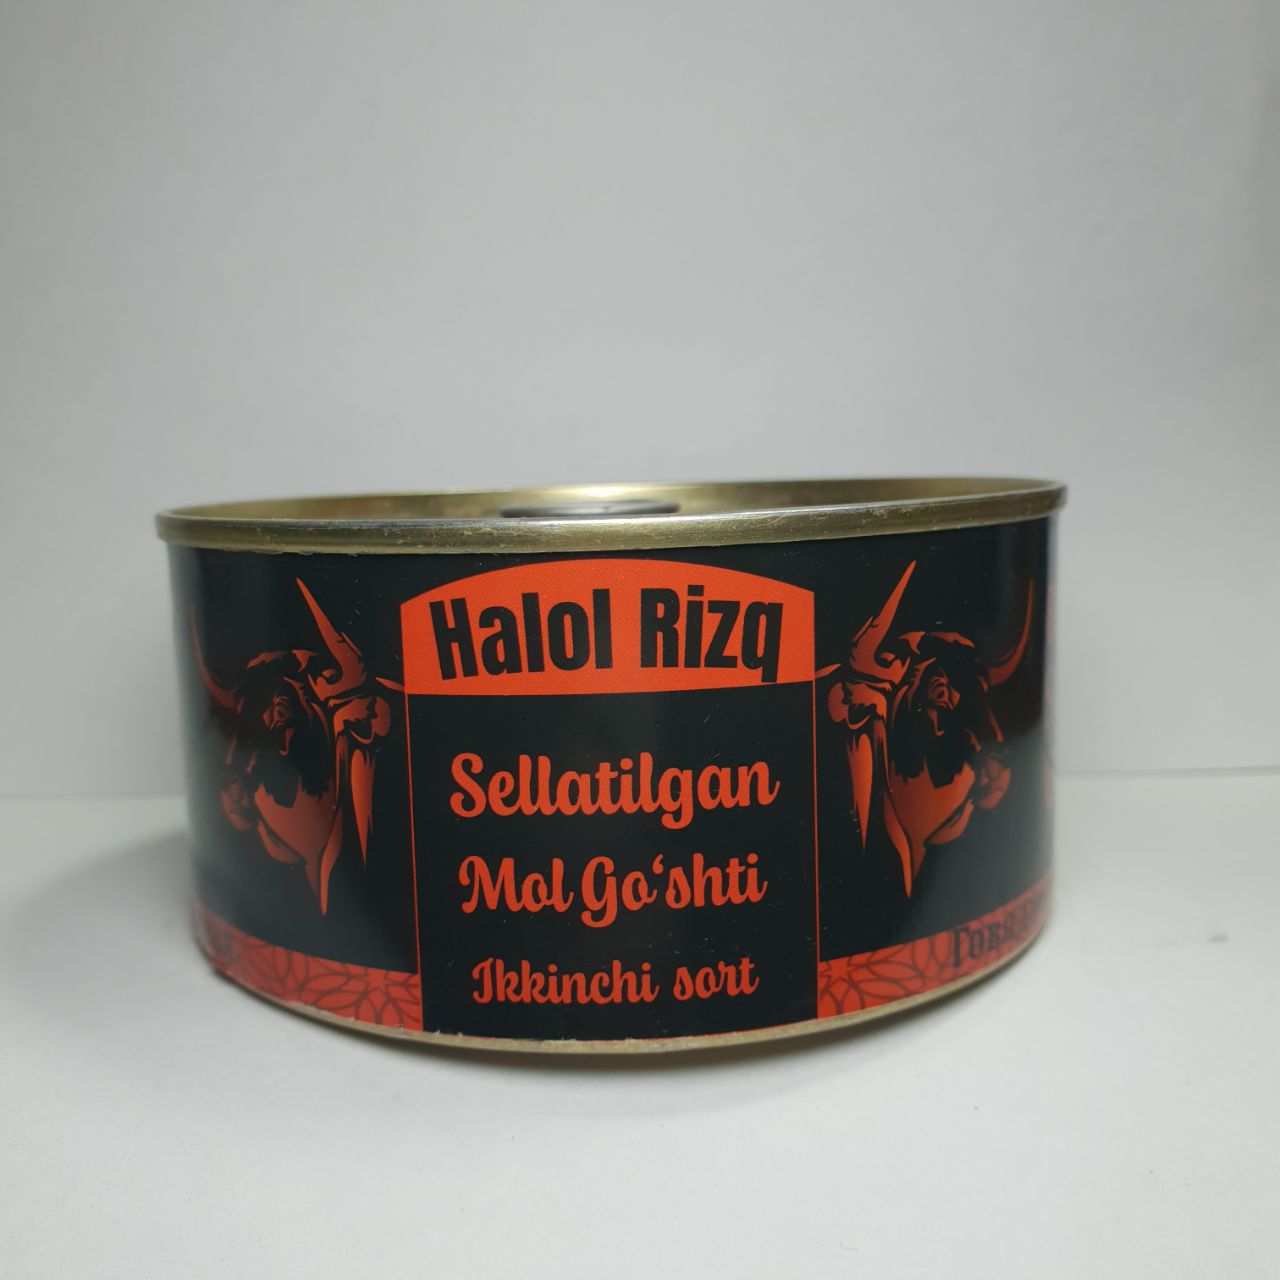 Halol Rizq
Sellatilgan
Mol Go‘shti
Ikkinchi sort